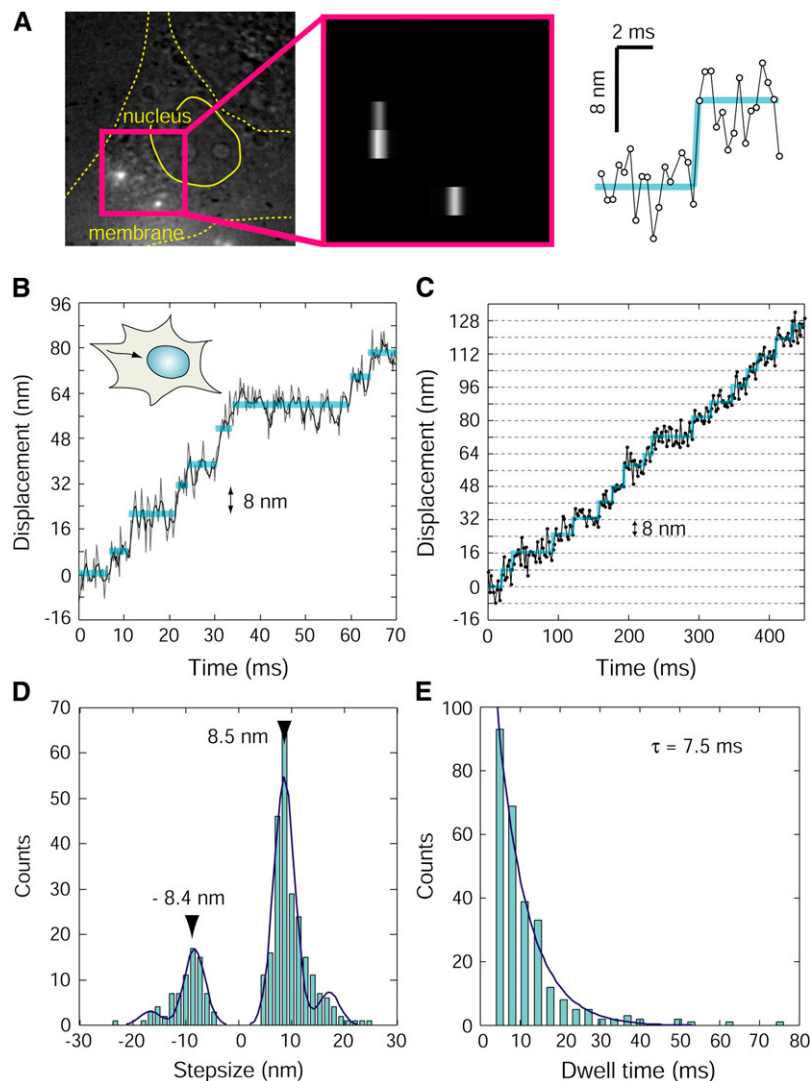 A
nucleus
membrane
2 ms
8 nm
B
96
80
64
48
32
16
0
-16
Displacement (nm)
8 nm
0 10 20 30 40 50 60 70
Time (ms)
C
128
112
96
80
64
48
32
16
0
-16
Displacement (nm)
8 nm
0 100 200 300 400
Time (ms)
D
70
60
50
40
30
20
10
0
Counts
8.5 nm
- 8.4 nm
-30 -20 -10 0 10 20 30
Stepsize (nm)
E
100
80
60
40
20
0
Counts
τ = 7.5 ms
0 10 20 30 40 50 60 70 80
Dwell time (ms)